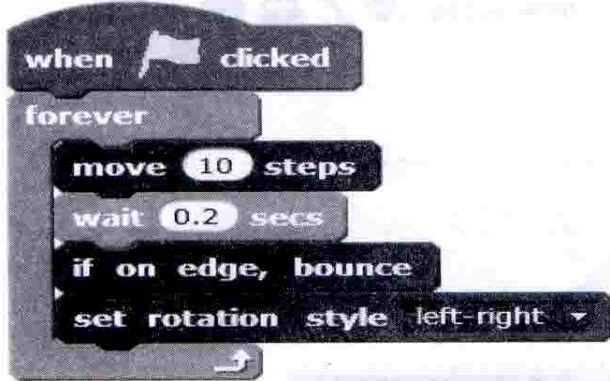 when clicked
forever
move 10 steps
wait 0.2 secs
if on edge, bounce
set rotation style left-right